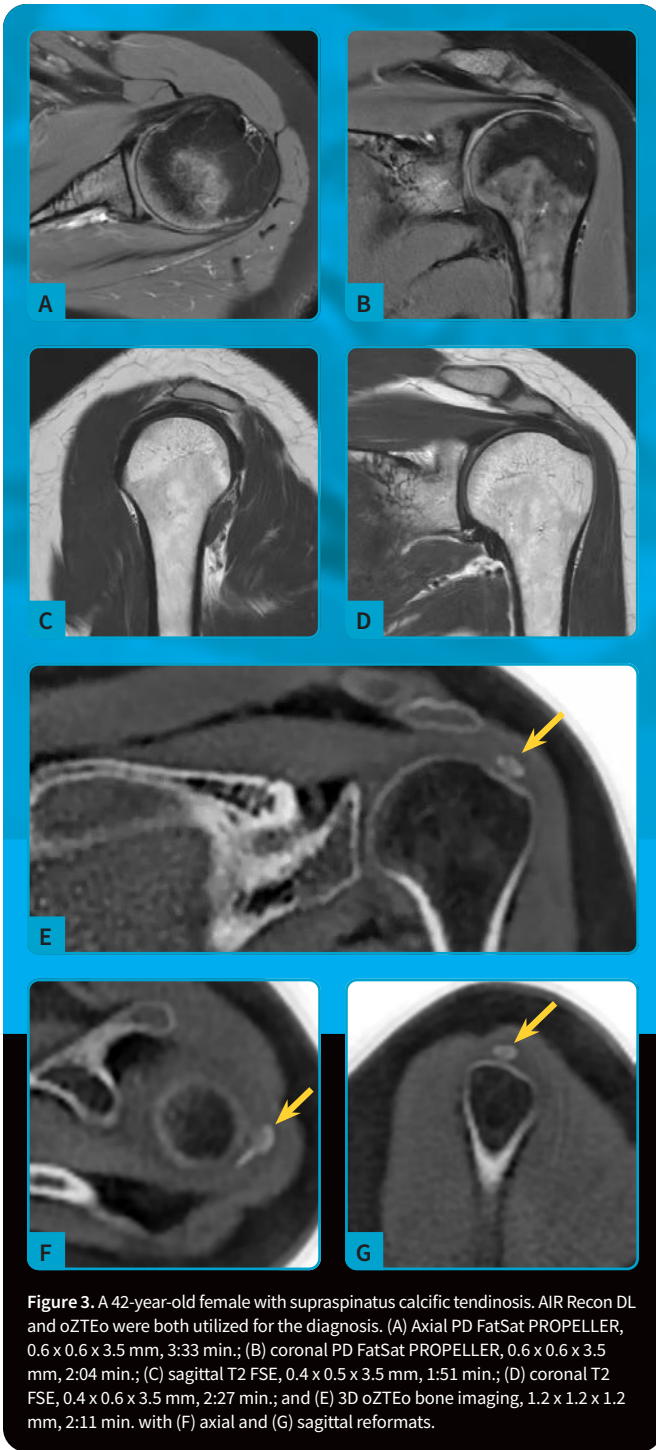 A
B
C
D
E
F
G
Figure 3. A 42-year-old female with supraspinatus calcific tendinosis. AIR Recon DL
and oZTEo were both utilized for the diagnosis. (A) Axial PD FatSat PROPELLER,
0.6 x 0.6 x 3.5 mm, 3:33 min.; (B) coronal PD FatSat PROPELLER, 0.6 x 0.6 x 3.5
mm, 2:04 min.; (C) sagittal T2 FSE, 0.4 x 0.5 x 3.5 mm, 1:51 min.; (D) coronal T2
FSE, 0.4 x 0.6 x 3.5 mm, 2:27 min.; and (E) 3D oZTEo bone imaging, 1.2 x 1.2 x 1.2
mm, 2:11 min. with (F) axial and (G) sagittal reformats.